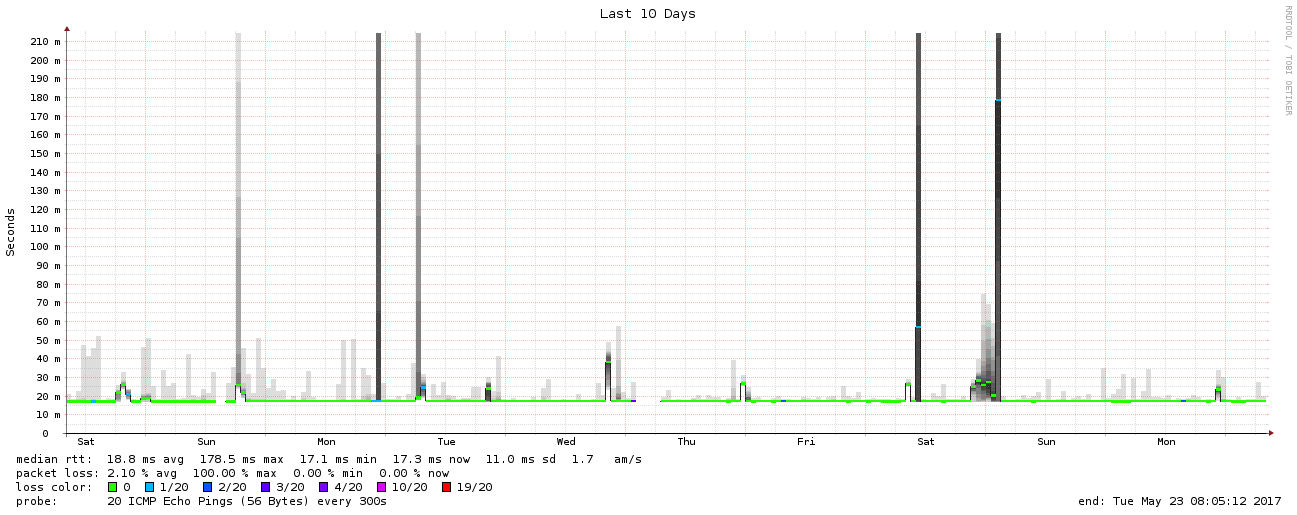 Last 10 Days
RRDTOOL / TOBI OETIKER
Seconds
210 m
200 m
190 m
180 m
170 m
160 m
150 m
140 m
130 m
120 m
110 m
100 m
90 m
80 m
70 m
60 m
50 m
40 m
30 m
20 m
10 m
0
Sat Sun Mon Tue Wed Thu Fri Sat Sun Mon
median rtt: 18.8 ms avg 178.5 ms max 17.1 ms min 17.3 ms now 11.0 ms sd 1.7 am/s
packet loss: 2.10 % avg 100.00 % max 0.00 % min 0.00 % now
loss color: 0 1/20 2/20 3/20 4/20 10/20 19/20
probe: 20 ICMP Echo Pings (56 Bytes) every 300s end: Tue May 23 08:05:12 2017